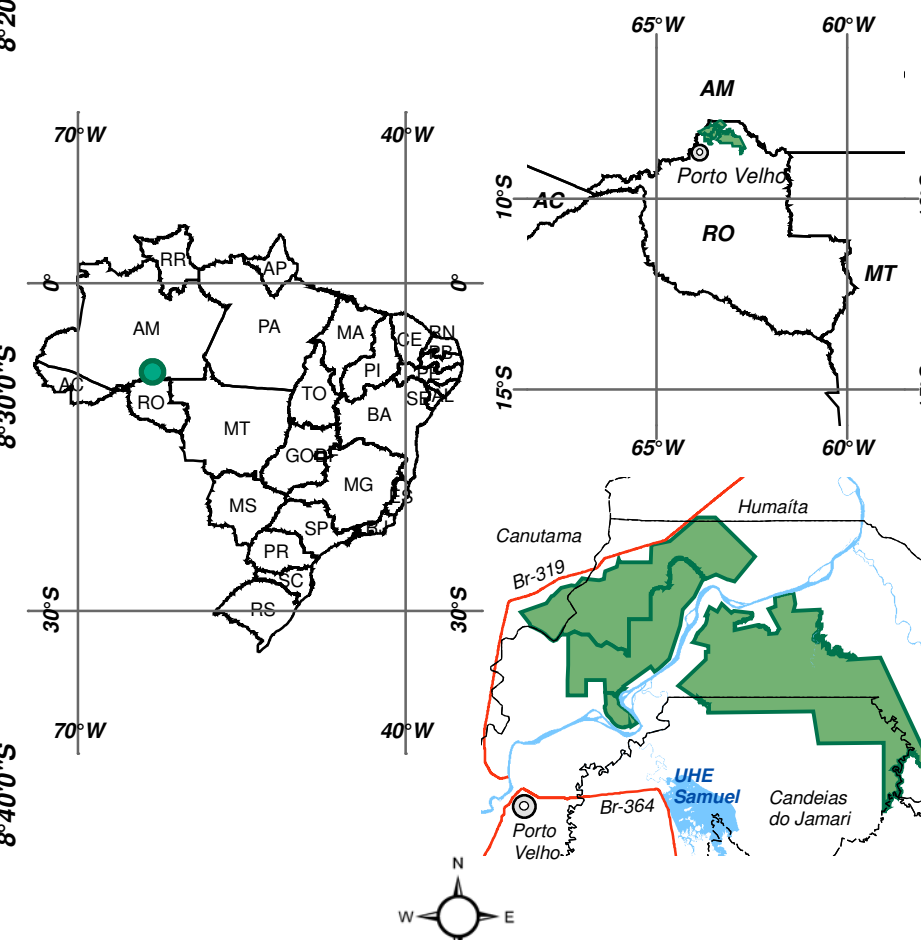 8°20
8°30'0"S
8°40'0"S
70°W
40°W
0°
0°
RR
AP
AM
PA
MA
CE
RN
PB
PI
PE
AC
TO
SE
AL
RO
BA
MT
GO
DF
MG
MS
ES
SP
RJ
PR
SC
RS
30°S
30°S
70°W
40°W
65°W
60°W
AM
Porto Velho
AC
10°S
RO
MT
15°S
65°W
60°W
Humaíta
Canutama
Br-319
UHE
Samuel
Br-364
Candeias
do Jamari
Porto
Velho
N
W
E